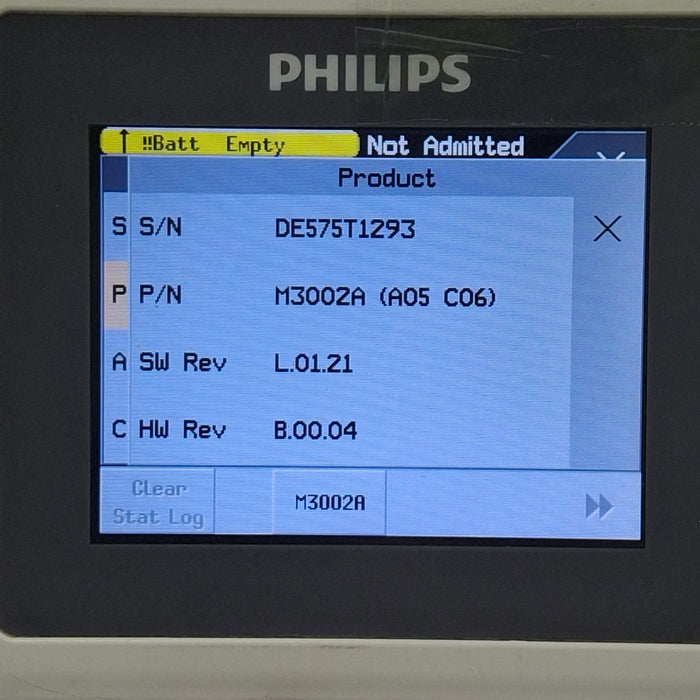 PHILIPS
!!Batt Empty Not Admitted
Product
S S/N DE575T1293
P P/N M3002A (A05 C06)
A SW Rev L.01.21
C HW Rev B.00.04
Clear
Stat Log
M3002A